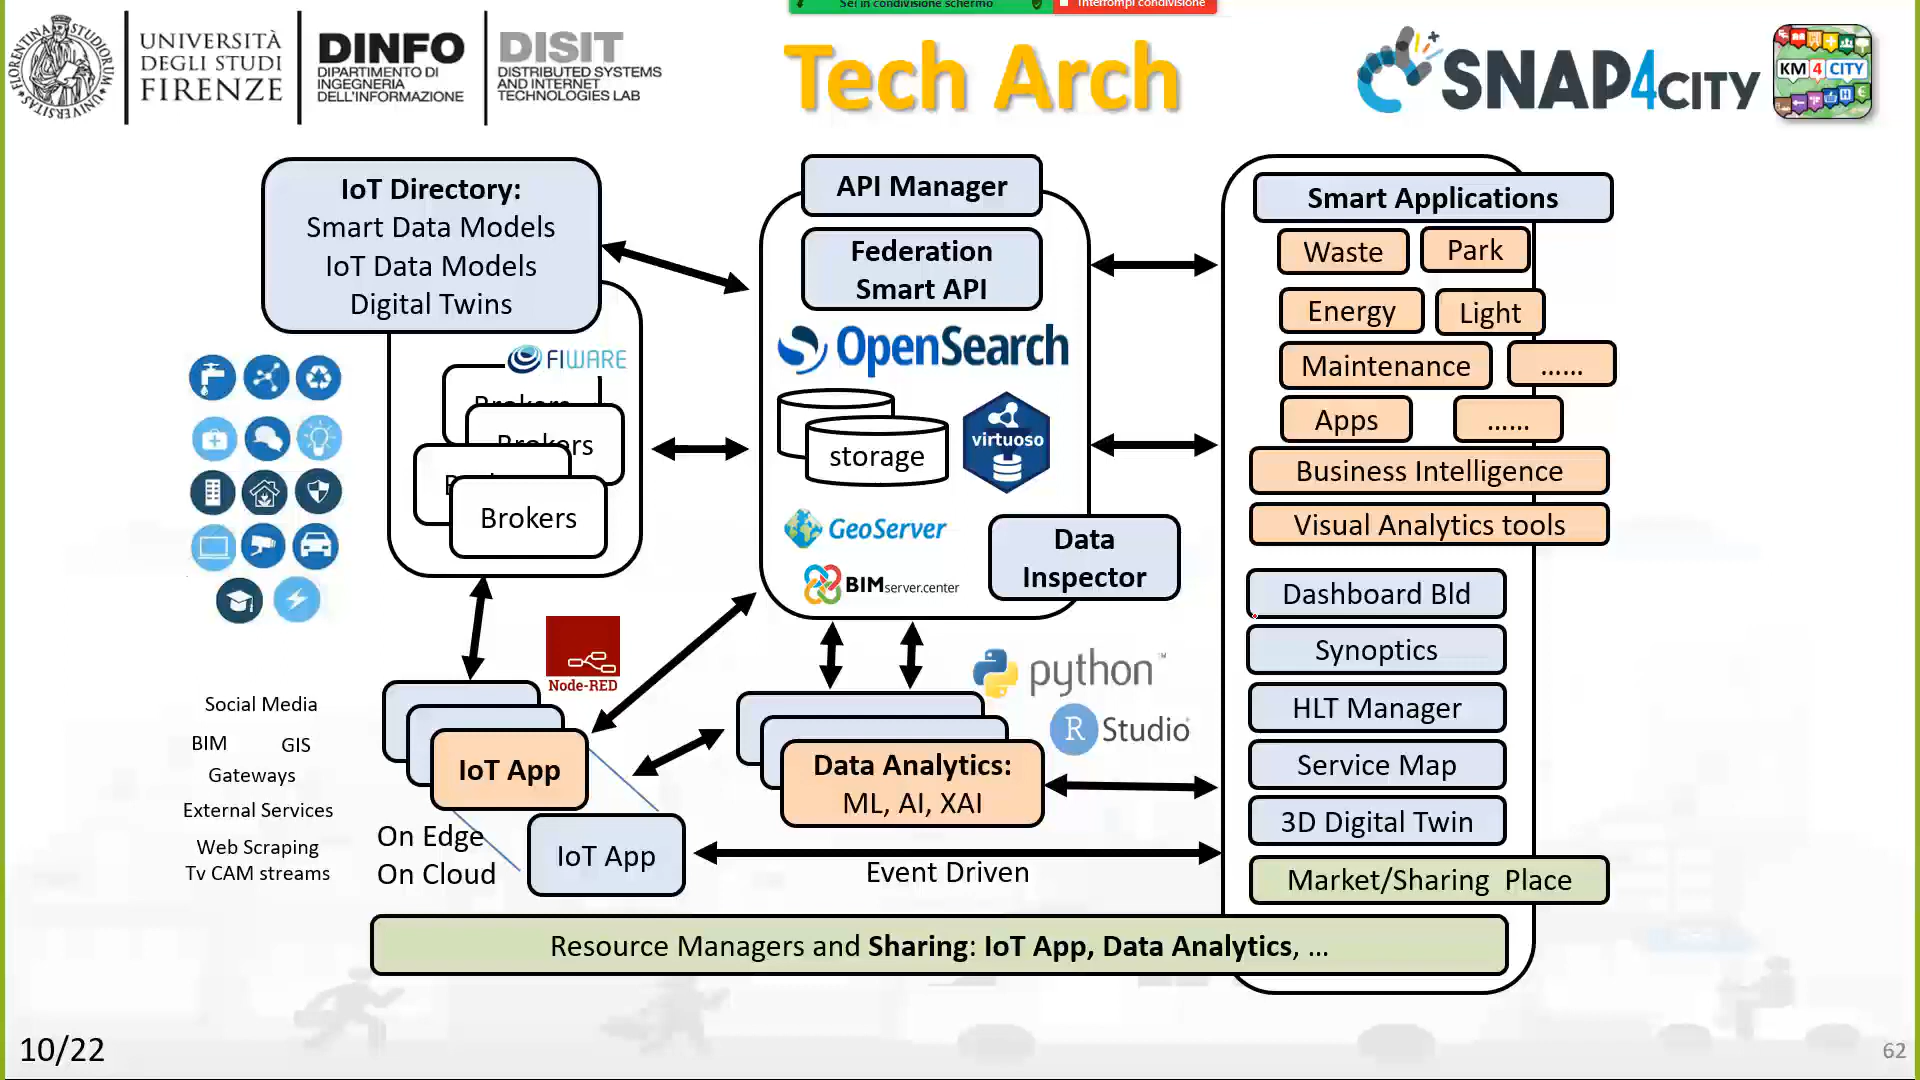 Sei in condivisione schermo
Interrompi condivisione
UNIVERSITÀ
DEGLI STUDI
FIRENZE
DINFO
DIPARTIMENTO DI
INGEGNERIA
DELL'INFORMAZIONE
DISIT
DISTRIBUTED SYSTEMS
AND INTERNET
TECHNOLOGIES LAB
Tech Arch
SNAP4CITY
KM 4 CITY
IoT Directory:
Smart Data Models
IoT Data Models
Digital Twins
FIWARE
Brokers
Brokers
Brokers
API Manager
Federation
Smart API
OpenSearch
storage
virtuoso
GeoServer
BIMserver.center
Data
Inspector
Smart Applications
Waste
Park
Energy
Light
Maintenance
......
Apps
......
Business Intelligence
Visual Analytics tools
Dashboard Bld
Synoptics
HLT Manager
Service Map
3D Digital Twin
Market/Sharing Place
Node-RED
python™
R Studio
Social Media
BIM
GIS
Gateways
External Services
Web Scraping
Tv CAM streams
IoT App
On Edge
On Cloud
IoT App
Data Analytics:
ML, AI, XAI
Event Driven
Resource Managers and Sharing: IoT App, Data Analytics, ...
10/22
62